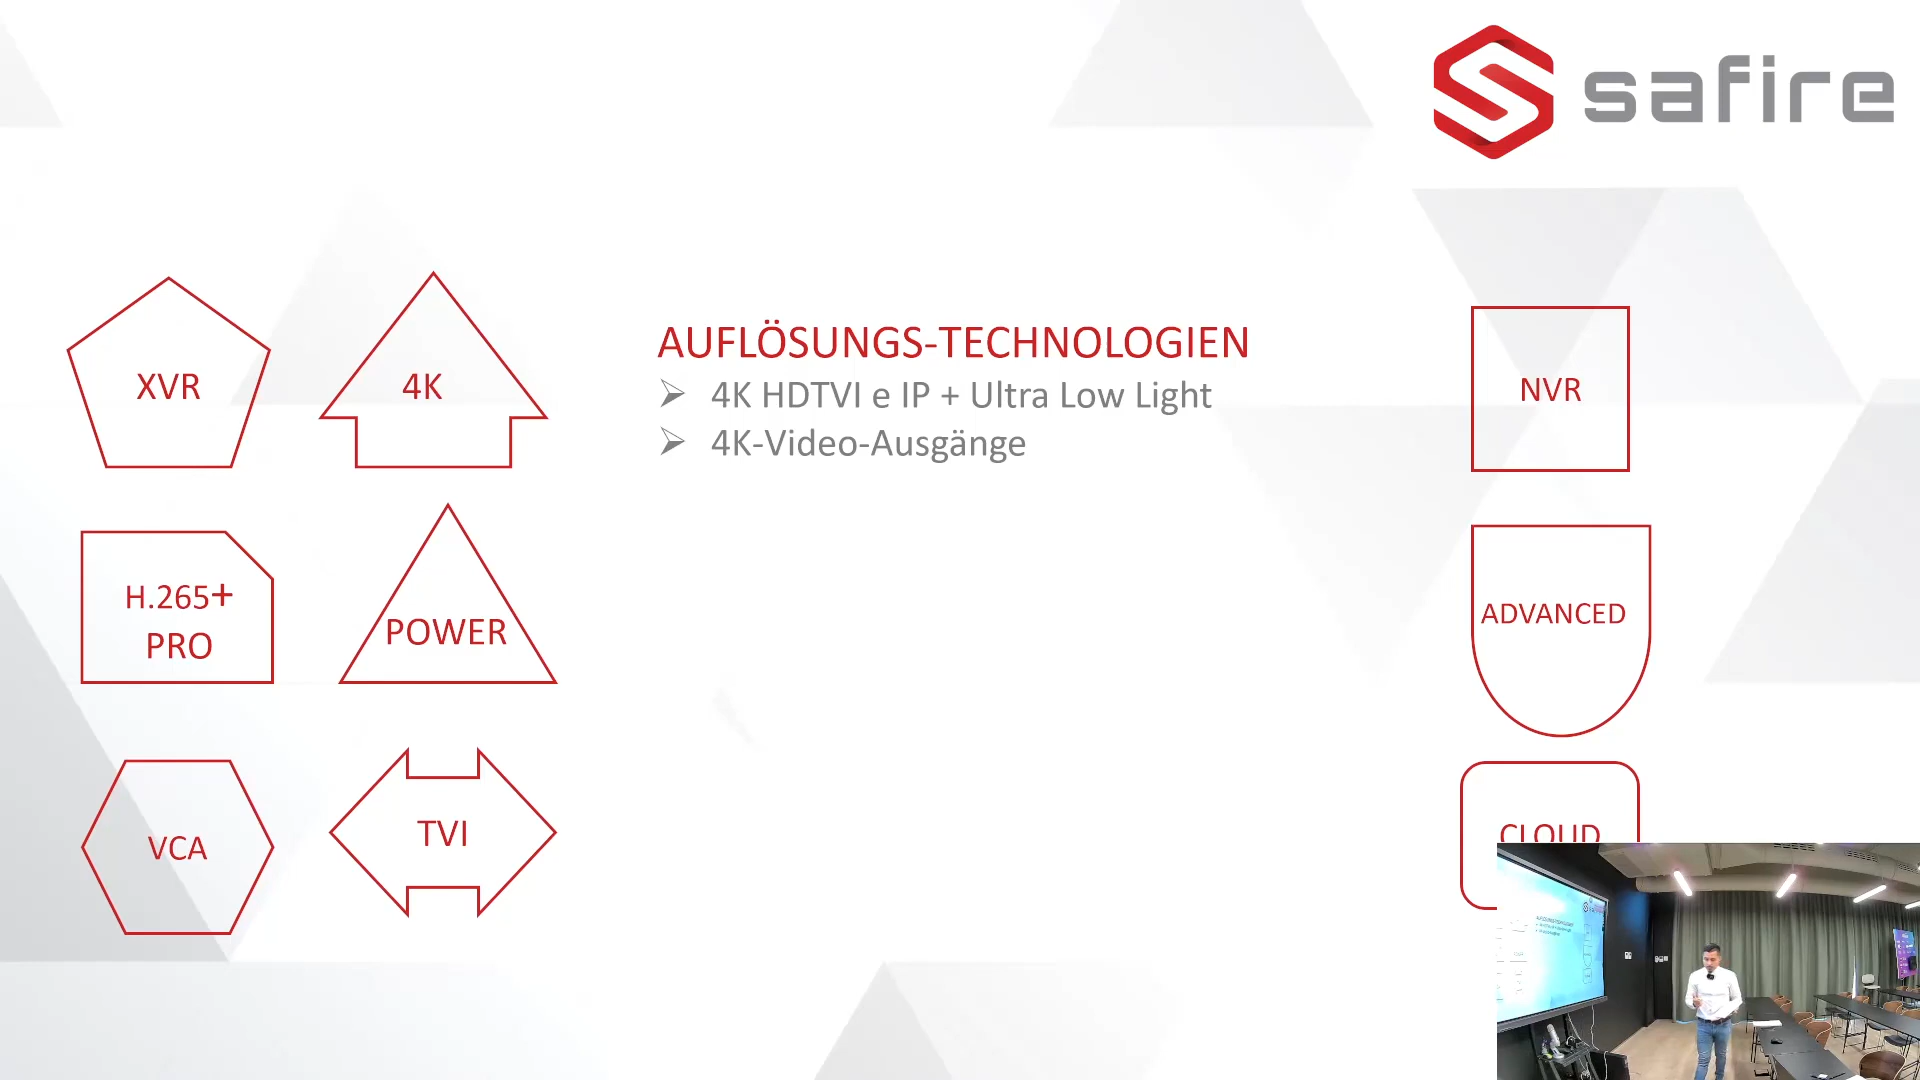 safire
XVR
4K
AUFLÖSUNGS-TECHNOLOGIEN
4K HDTVI e IP + Ultra Low Light
4K-Video-Ausgänge
NVR
H.265+
PRO
POWER
ADVANCED
VCA
TVI
CLOUD